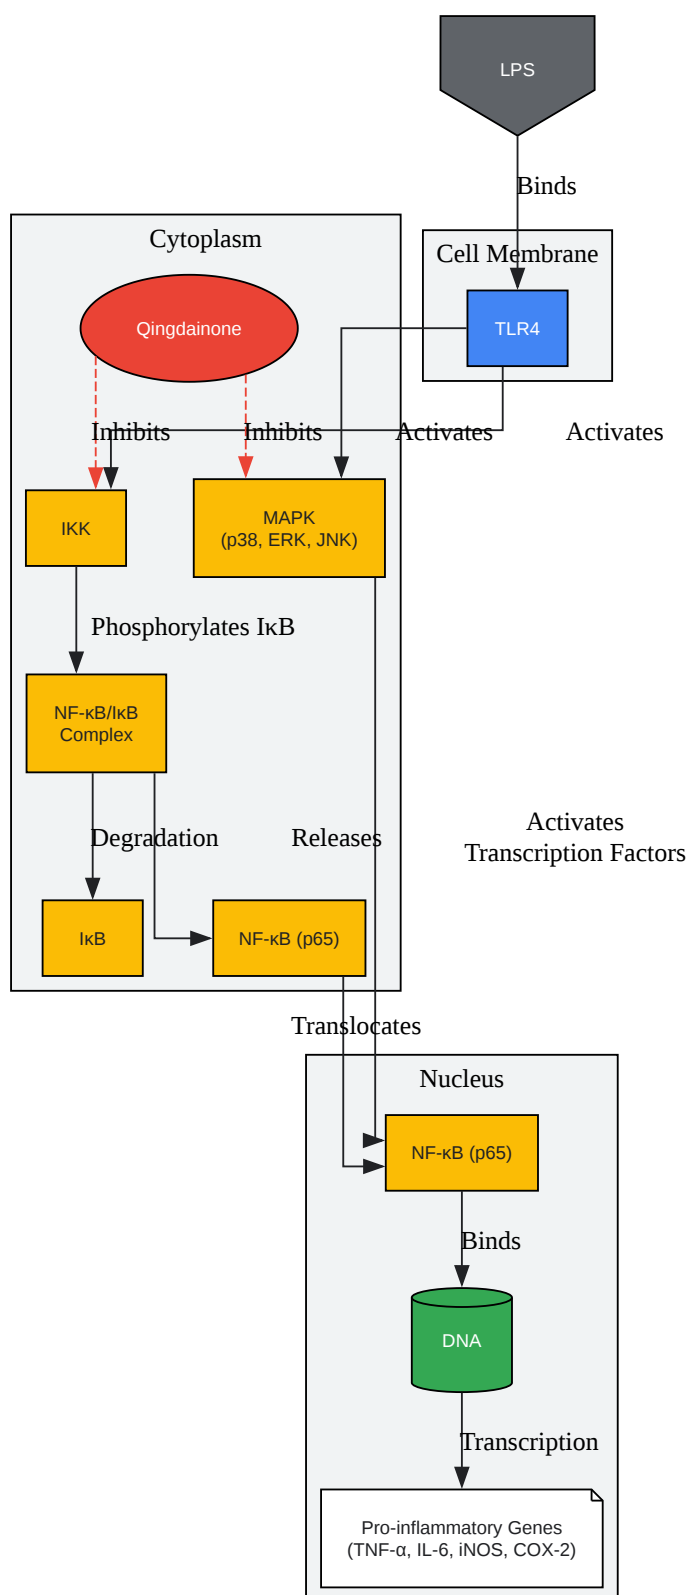 LPS
Binds
Cytoplasm
Cell Membrane
Qingdainone
TLR4
Inhibits
Inhibits
Activates
Activates
IKK
MAPK
(p38, ERK, JNK)
Phosphorylates IκB
NF-κB/IκB
Complex
Degradation
Releases
Activates
Transcription Factors
IκB
NF-κB (p65)
Translocates
Nucleus
NF-κB (p65)
Binds
DNA
Transcription
Pro-inflammatory Genes
(TNF-α, IL-6, iNOS, COX-2)